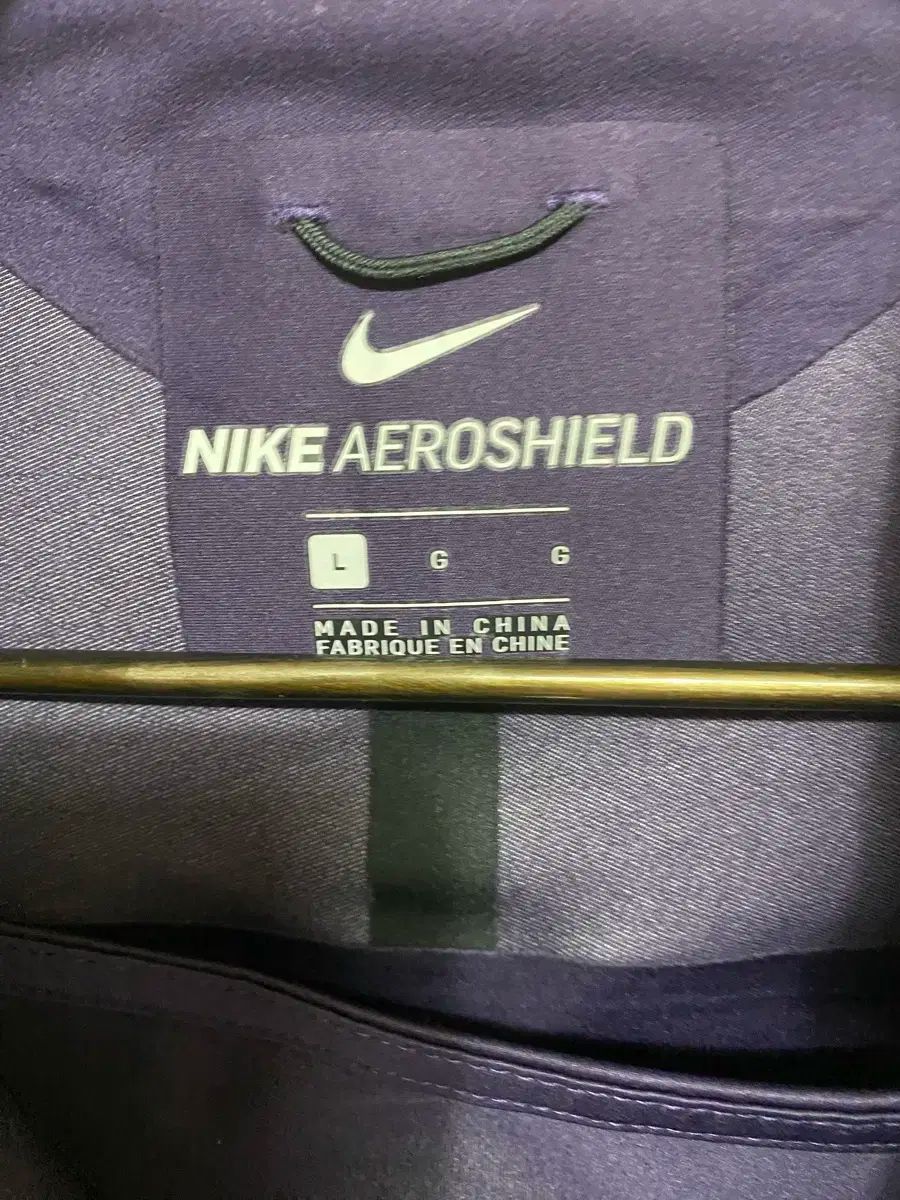 NIKE AEROSHIELD
L G G
MADE IN CHINA
FABRIQUE EN CHINE